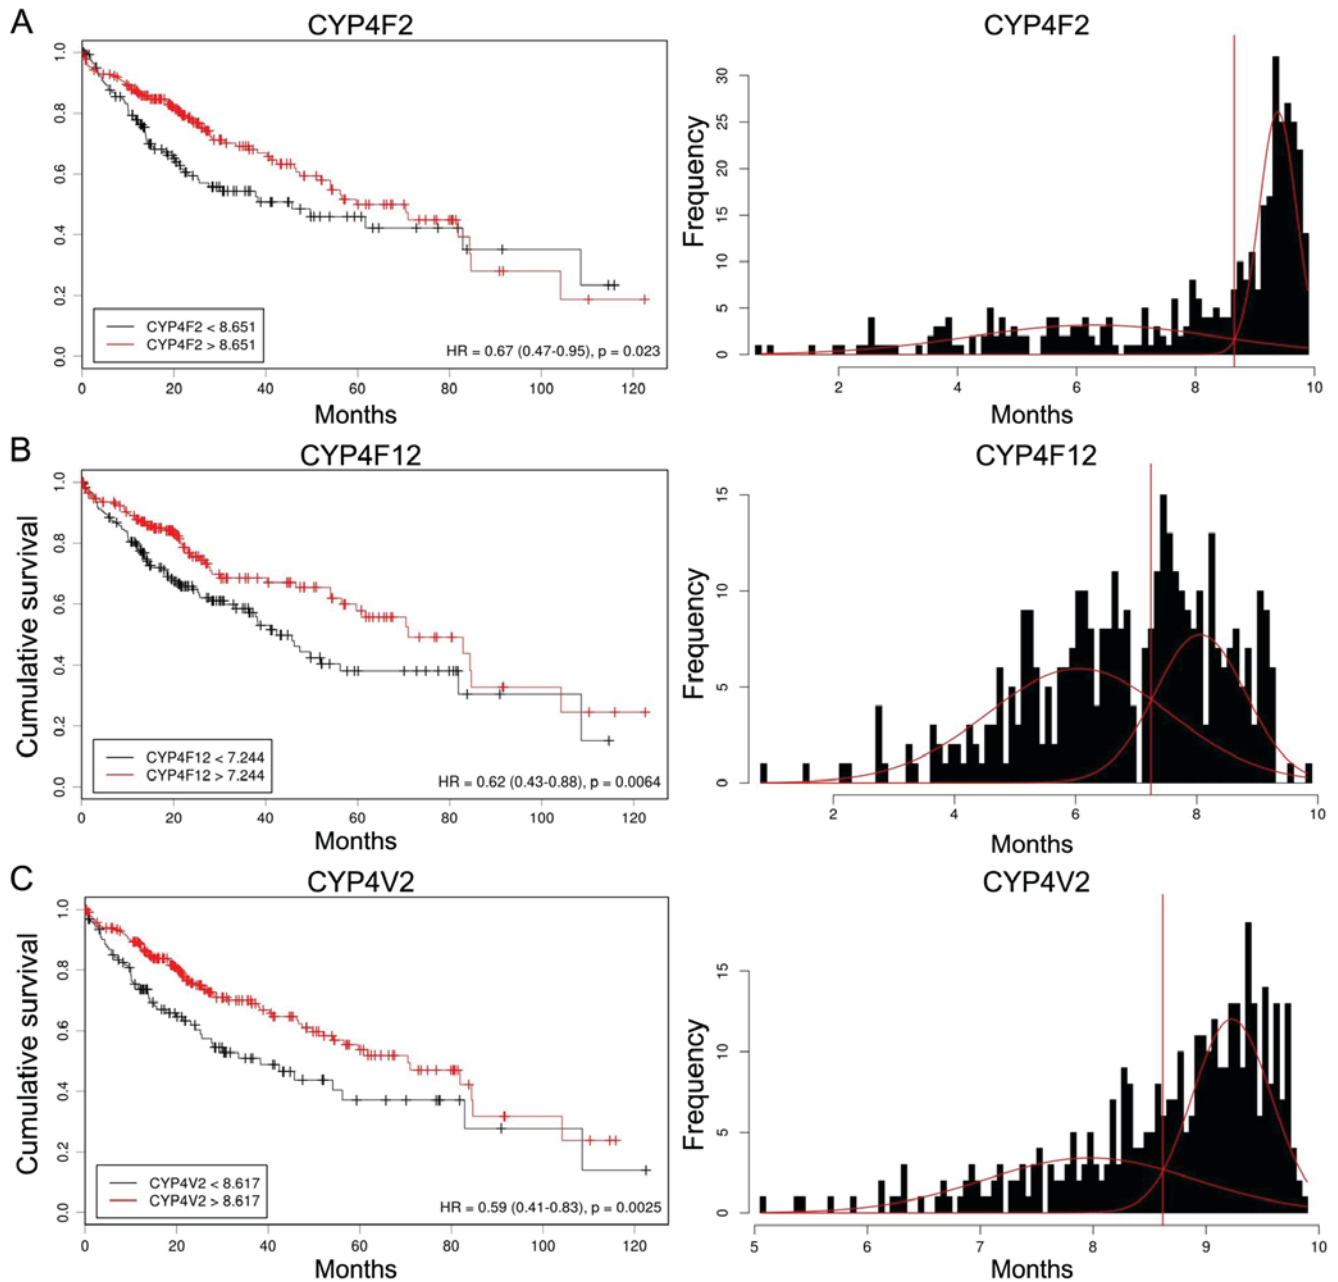 A
CYP4F2
1.0
0.8
0.6
0.4
0.2
0.0
CYP4F2 < 8.651
CYP4F2 > 8.651
HR = 0.67 (0.47-0.95), p = 0.023
0 20 40 60 80 100 120
Months
CYP4F2
Frequency
30
25
20
15
10
5
0
2 4 6 8 10
Months
B
CYP4F12
Cumulative survival
1.0
0.8
0.6
0.4
0.2
0.0
CYP4F12 < 7.244
CYP4F12 > 7.244
HR = 0.62 (0.43-0.88), p = 0.0064
0 20 40 60 80 100 120
Months
CYP4F12
Frequency
15
10
5
0
2 4 6 8 10
Months
C
CYP4V2
Cumulative survival
1.0
0.8
0.6
0.4
0.2
0.0
CYP4V2 < 8.617
CYP4V2 > 8.617
HR = 0.59 (0.41-0.83), p = 0.0025
0 20 40 60 80 100 120
Months
CYP4V2
Frequency
15
10
5
0
5 6 7 8 9 10
Months